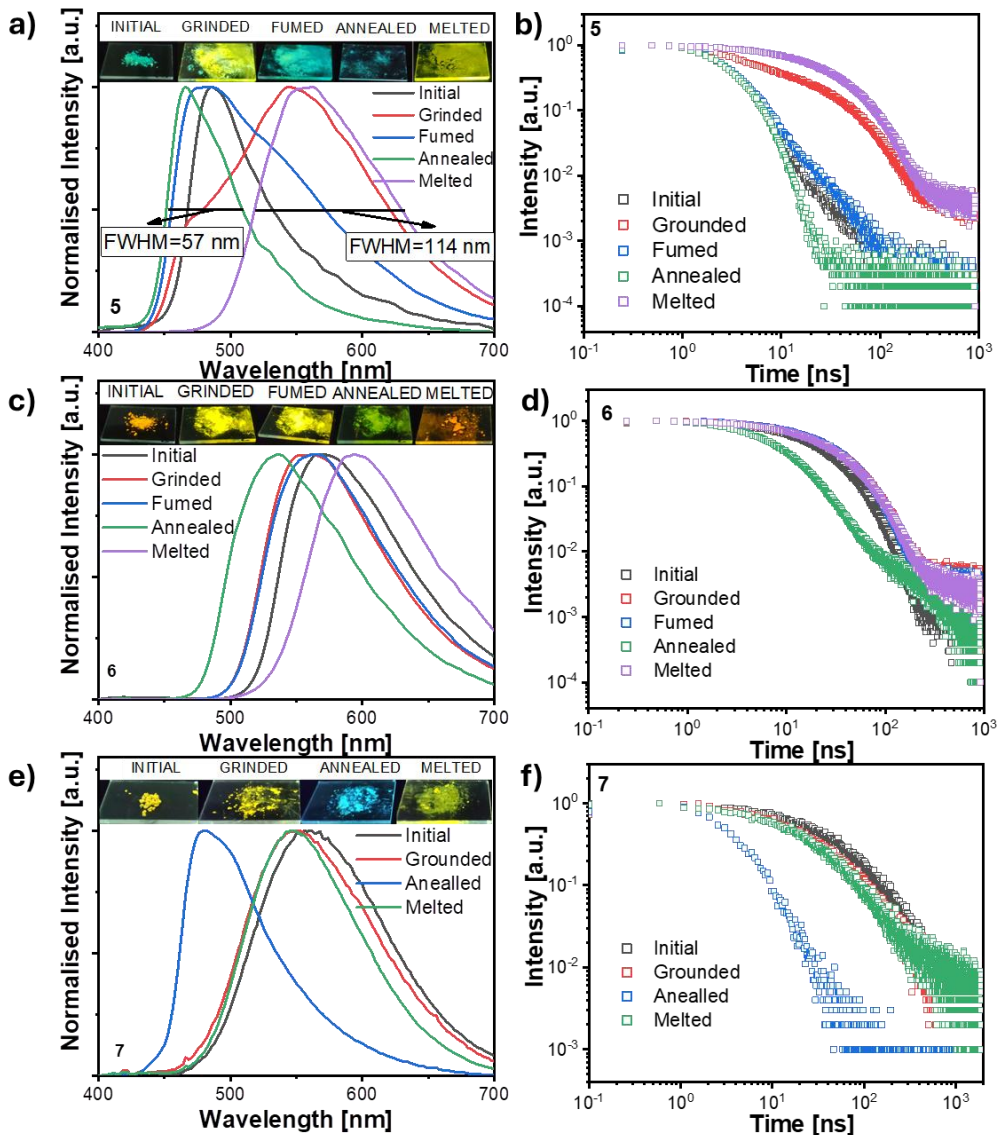 a)
INITIAL GRINDED FUMED ANNEALED MELTED
Initial
Grinded
Fumed
Annealed
Melted
FWHM=57 nm
FWHM=114 nm
5
Normalised Intensity [a.u.]
400 500 600 700
Wavelength [nm]
b)
5
10^0
10^-1
10^-2
10^-3
10^-4
Intensity [a.u.]
Initial
Grounded
Fumed
Annealed
Melted
10^-1 10^0 10^1 10^2 10^3
Time [ns]
c)
INITIAL GRINDED FUMED ANNEALED MELTED
Initial
Grinded
Fumed
Annealed
Melted
6
Normalised Intensity [a.u.]
400 500 600 700
Wavelength [nm]
d)
6
10^0
10^-1
10^-2
10^-3
10^-4
Intensity [a.u.]
Initial
Grounded
Fumed
Annealed
Melted
10^-1 10^0 10^1 10^2 10^3
Time [ns]
e)
INITIAL GRINDED ANNEALED MELTED
Initial
Grounded
Anealled
Melted
7
Normalised Intensity [a.u.]
400 500 600 700
Wavelength [nm]
f)
7
10^0
10^-1
10^-2
10^-3
Intensity [a.u.]
Initial
Grounded
Anealled
Melted
10^-1 10^0 10^1 10^2 10^3
Time [ns]